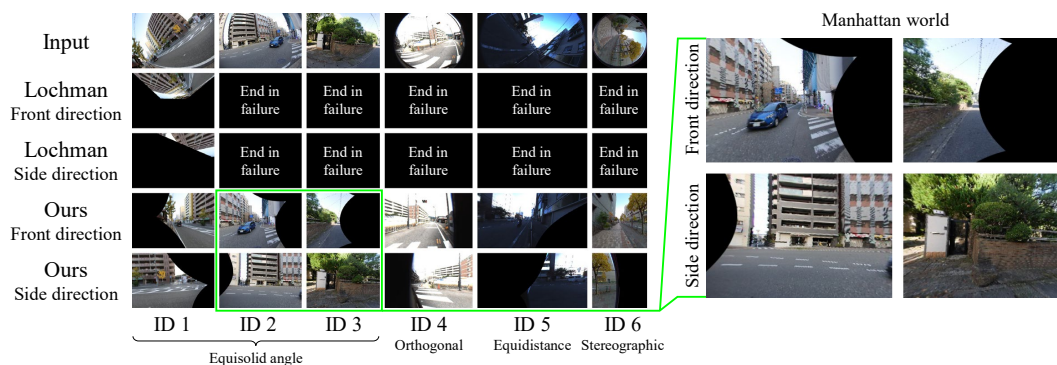 Manhattan world
Input
Lochman
Front direction
End in
failure
End in
failure
End in
failure
End in
failure
End in
failure
Lochman
Side direction
End in
failure
End in
failure
End in
failure
End in
failure
End in
failure
Ours
Front direction
Ours
Side direction
ID 1
ID 2
ID 3
ID 4
ID 5
ID 6
Equisolid angle
Orthogonal
Equidistance
Stereographic
Front direction
Side direction